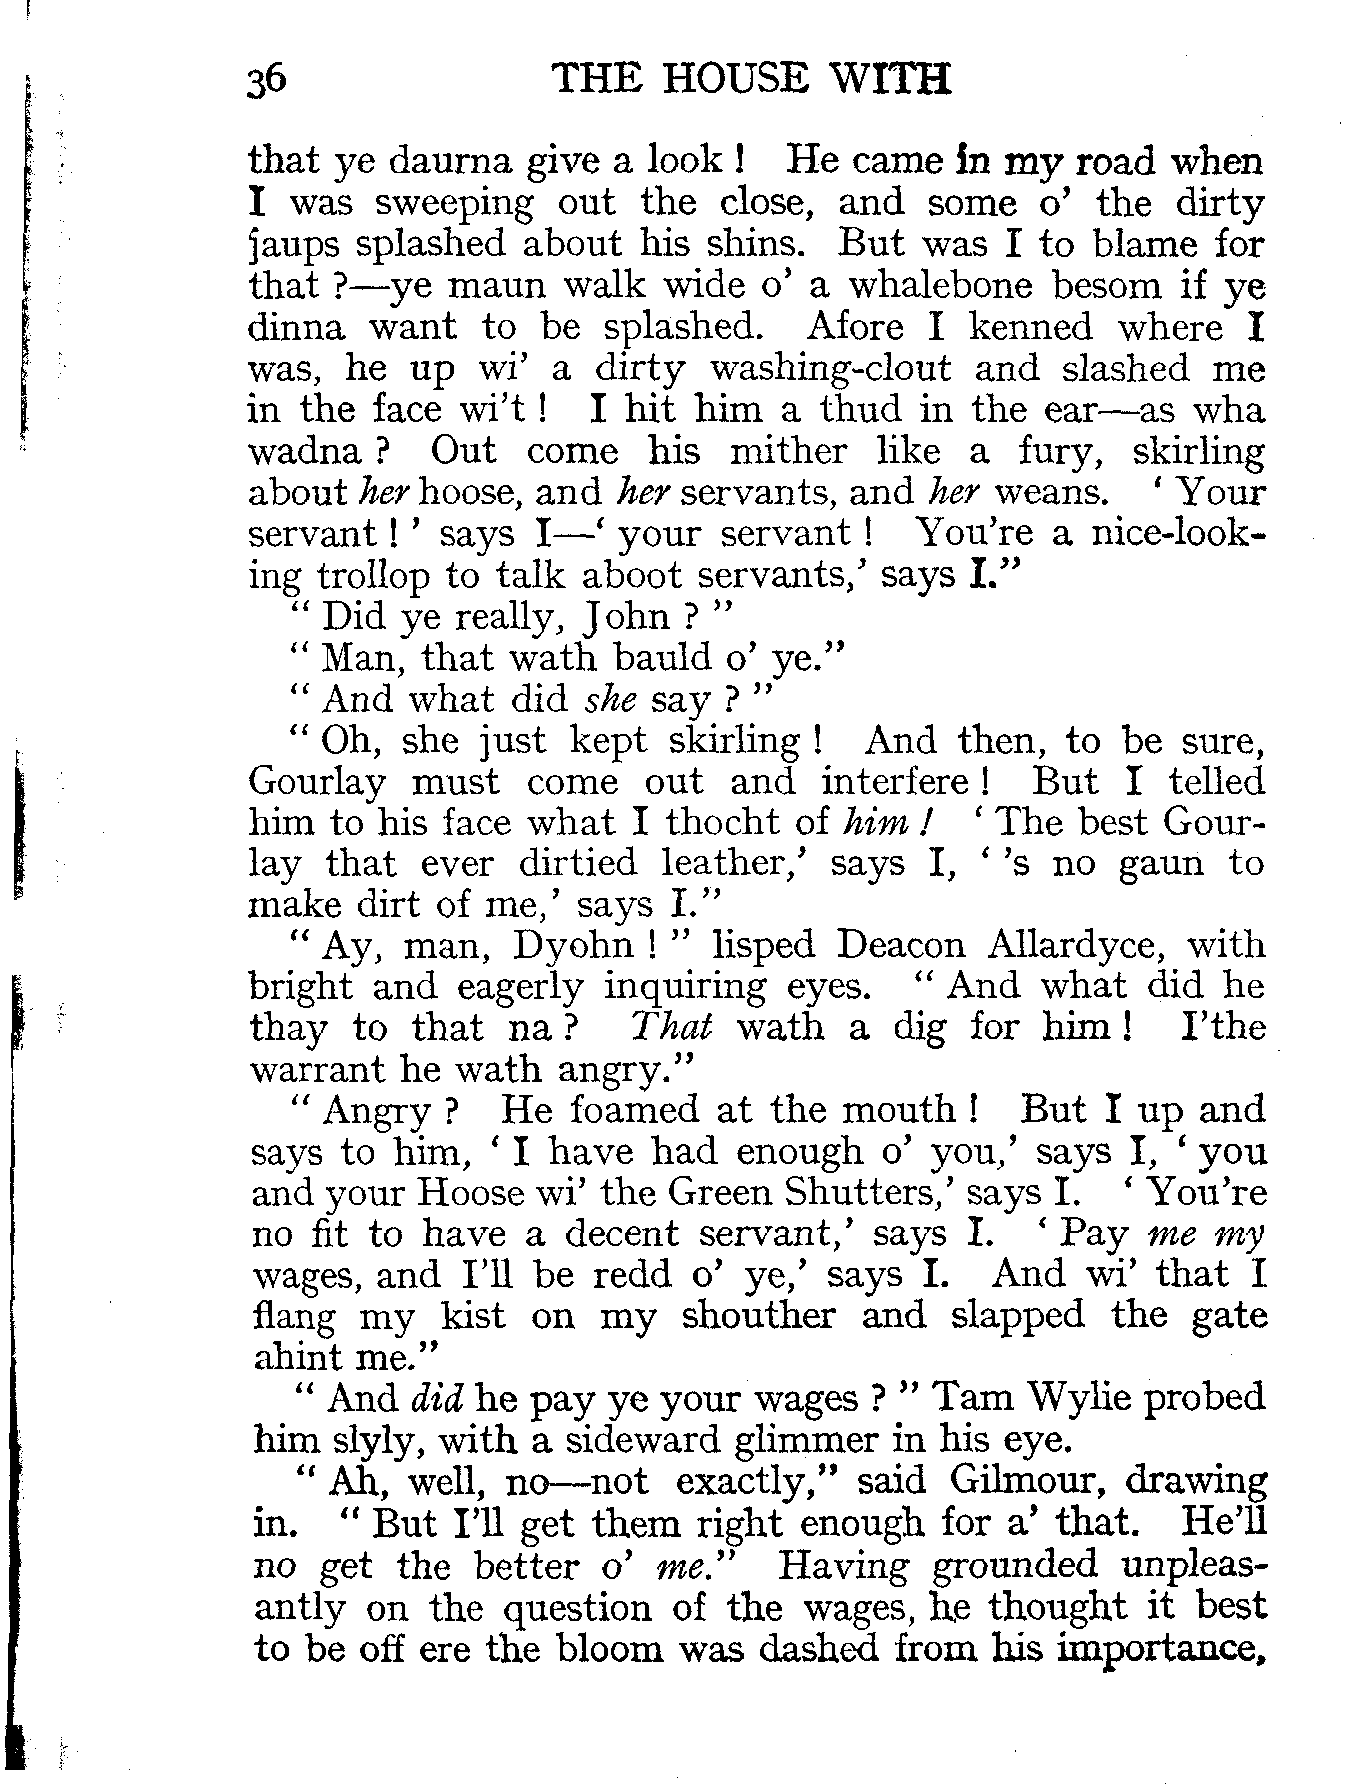 36 THE HOUSE WITH
that ye daurna give a look ! He came in my road when
I was sweeping out the close, and some o' the dirty
jaups splashed about his shins. But was I to blame for
that ?—ye maun walk wide o' a whalebone besom if ye
dinna want to be splashed. Afore I kenned where I
was, he up wi' a dirty washing-clout and slashed me
in the face wi't ! I hit him a thud in the ear—as wha
wadna ? Out come his mither like a fury, skirling
about her hoose, and her servants, and her weans. ‘ Your
servant ! ’ says I—‘ your servant ! You're a nice-look-
ing trollop to talk aboot servants,’ says I.”
“ Did ye really, John ? ”
“ Man, that wath bauld o' ye.”
“ And what did she say ? ”
“ Oh, she just kept skirling ! And then, to be sure,
Gourlay must come out and interfere ! But I telled
him to his face what I thocht of him ! ‘ The best Gour-
lay that ever dirtied leather,’ says I, ‘ 's no gaun to
make dirt of me,’ says I.”
“ Ay, man, Dyohn ! ” lisped Deacon Allardyce, with
bright and eagerly inquiring eyes. “ And what did he
thay to that na ? That wath a dig for him ! I'the
warrant he wath angry.”
“ Angry ? He foamed at the mouth ! But I up and
says to him, ‘ I have had enough o' you,’ says I, ‘ you
and your Hoose wi' the Green Shutters,’ says I. ‘ You're
no fit to have a decent servant,’ says I. ‘ Pay me my
wages, and I'll be redd o' ye,’ says I. And wi' that I
flang my kist on my shouther and slapped the gate
ahint me.”
“ And did he pay ye your wages ? ” Tam Wylie probed
him slyly, with a sideward glimmer in his eye.
“ Ah, well, no—not exactly,” said Gilmour, drawing
in. “ But I'll get them right enough for a' that. He'll
no get the better o' me.” Having grounded unpleas-
antly on the question of the wages, he thought it best
to be off ere the bloom was dashed from his importance,